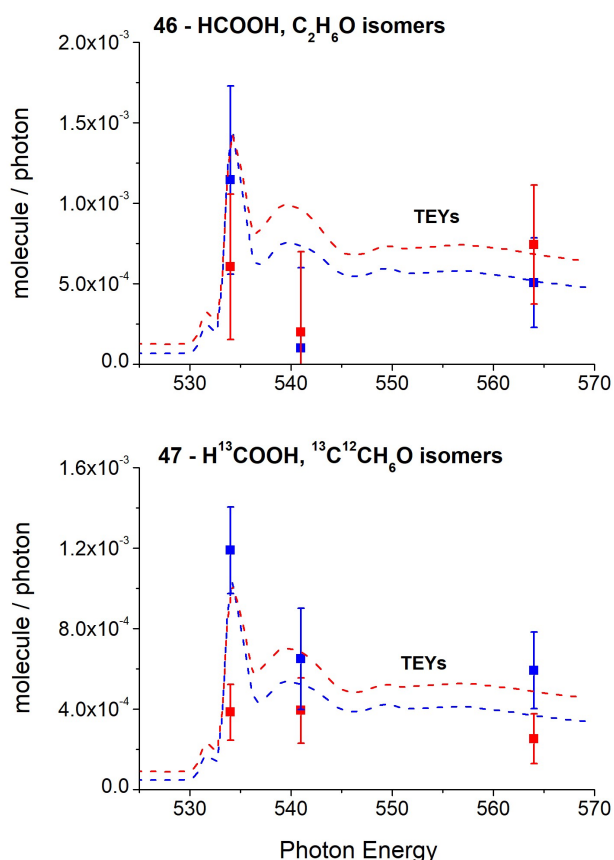 46 - HCOOH, C₂H₆O isomers
2.0x10⁻³
1.5x10⁻³
1.0x10⁻³
5.0x10⁻⁴
0.0
molecule / photon
TEYs
530 540 550 560 570
47 - H¹³COOH, ¹³C¹²CH₆O isomers
1.6x10⁻³
1.2x10⁻³
8.0x10⁻⁴
4.0x10⁻⁴
0.0
molecule / photon
TEYs
530 540 550 560 570
Photon Energy